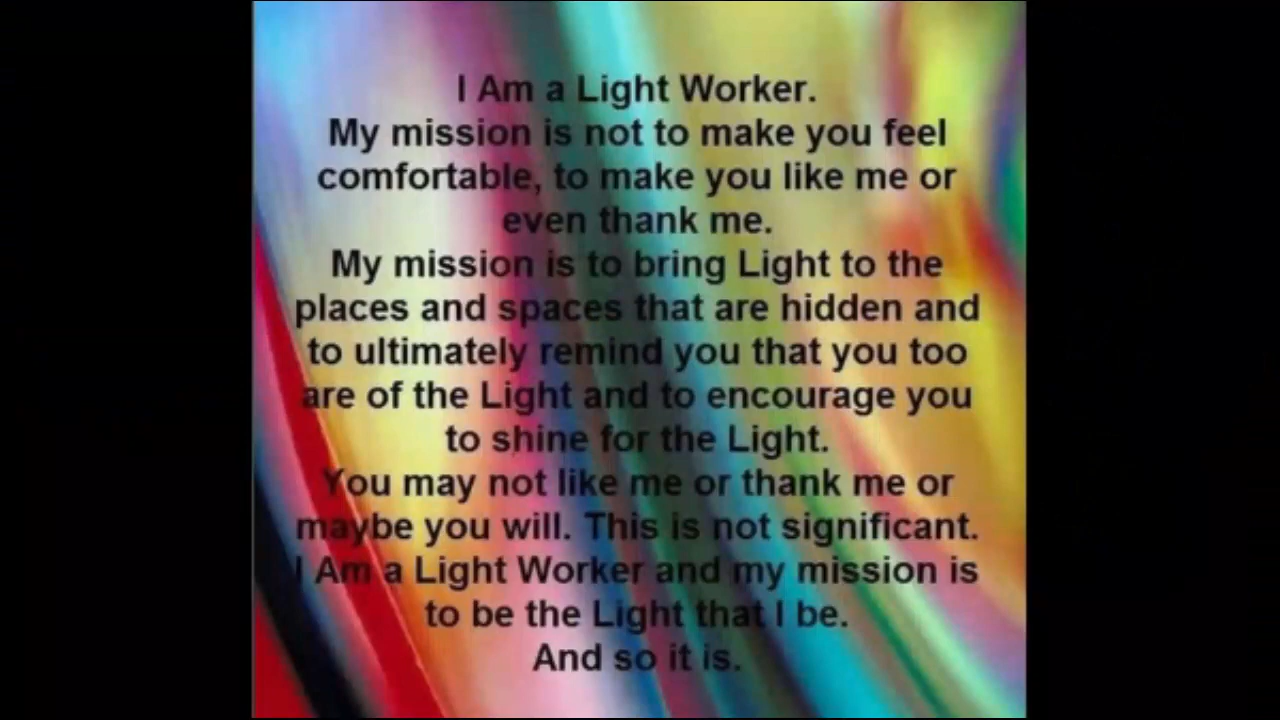 I Am a Light Worker.
My mission is not to make you feel
comfortable, to make you like me or
even thank me.
My mission is to bring Light to the
places and spaces that are hidden and
to ultimately remind you that you too
are of the Light and to encourage you
to shine for the Light.
You may not like me or thank me or
maybe you will. This is not significant.
I Am a Light Worker and my mission is
to be the Light that I be.
And so it is.